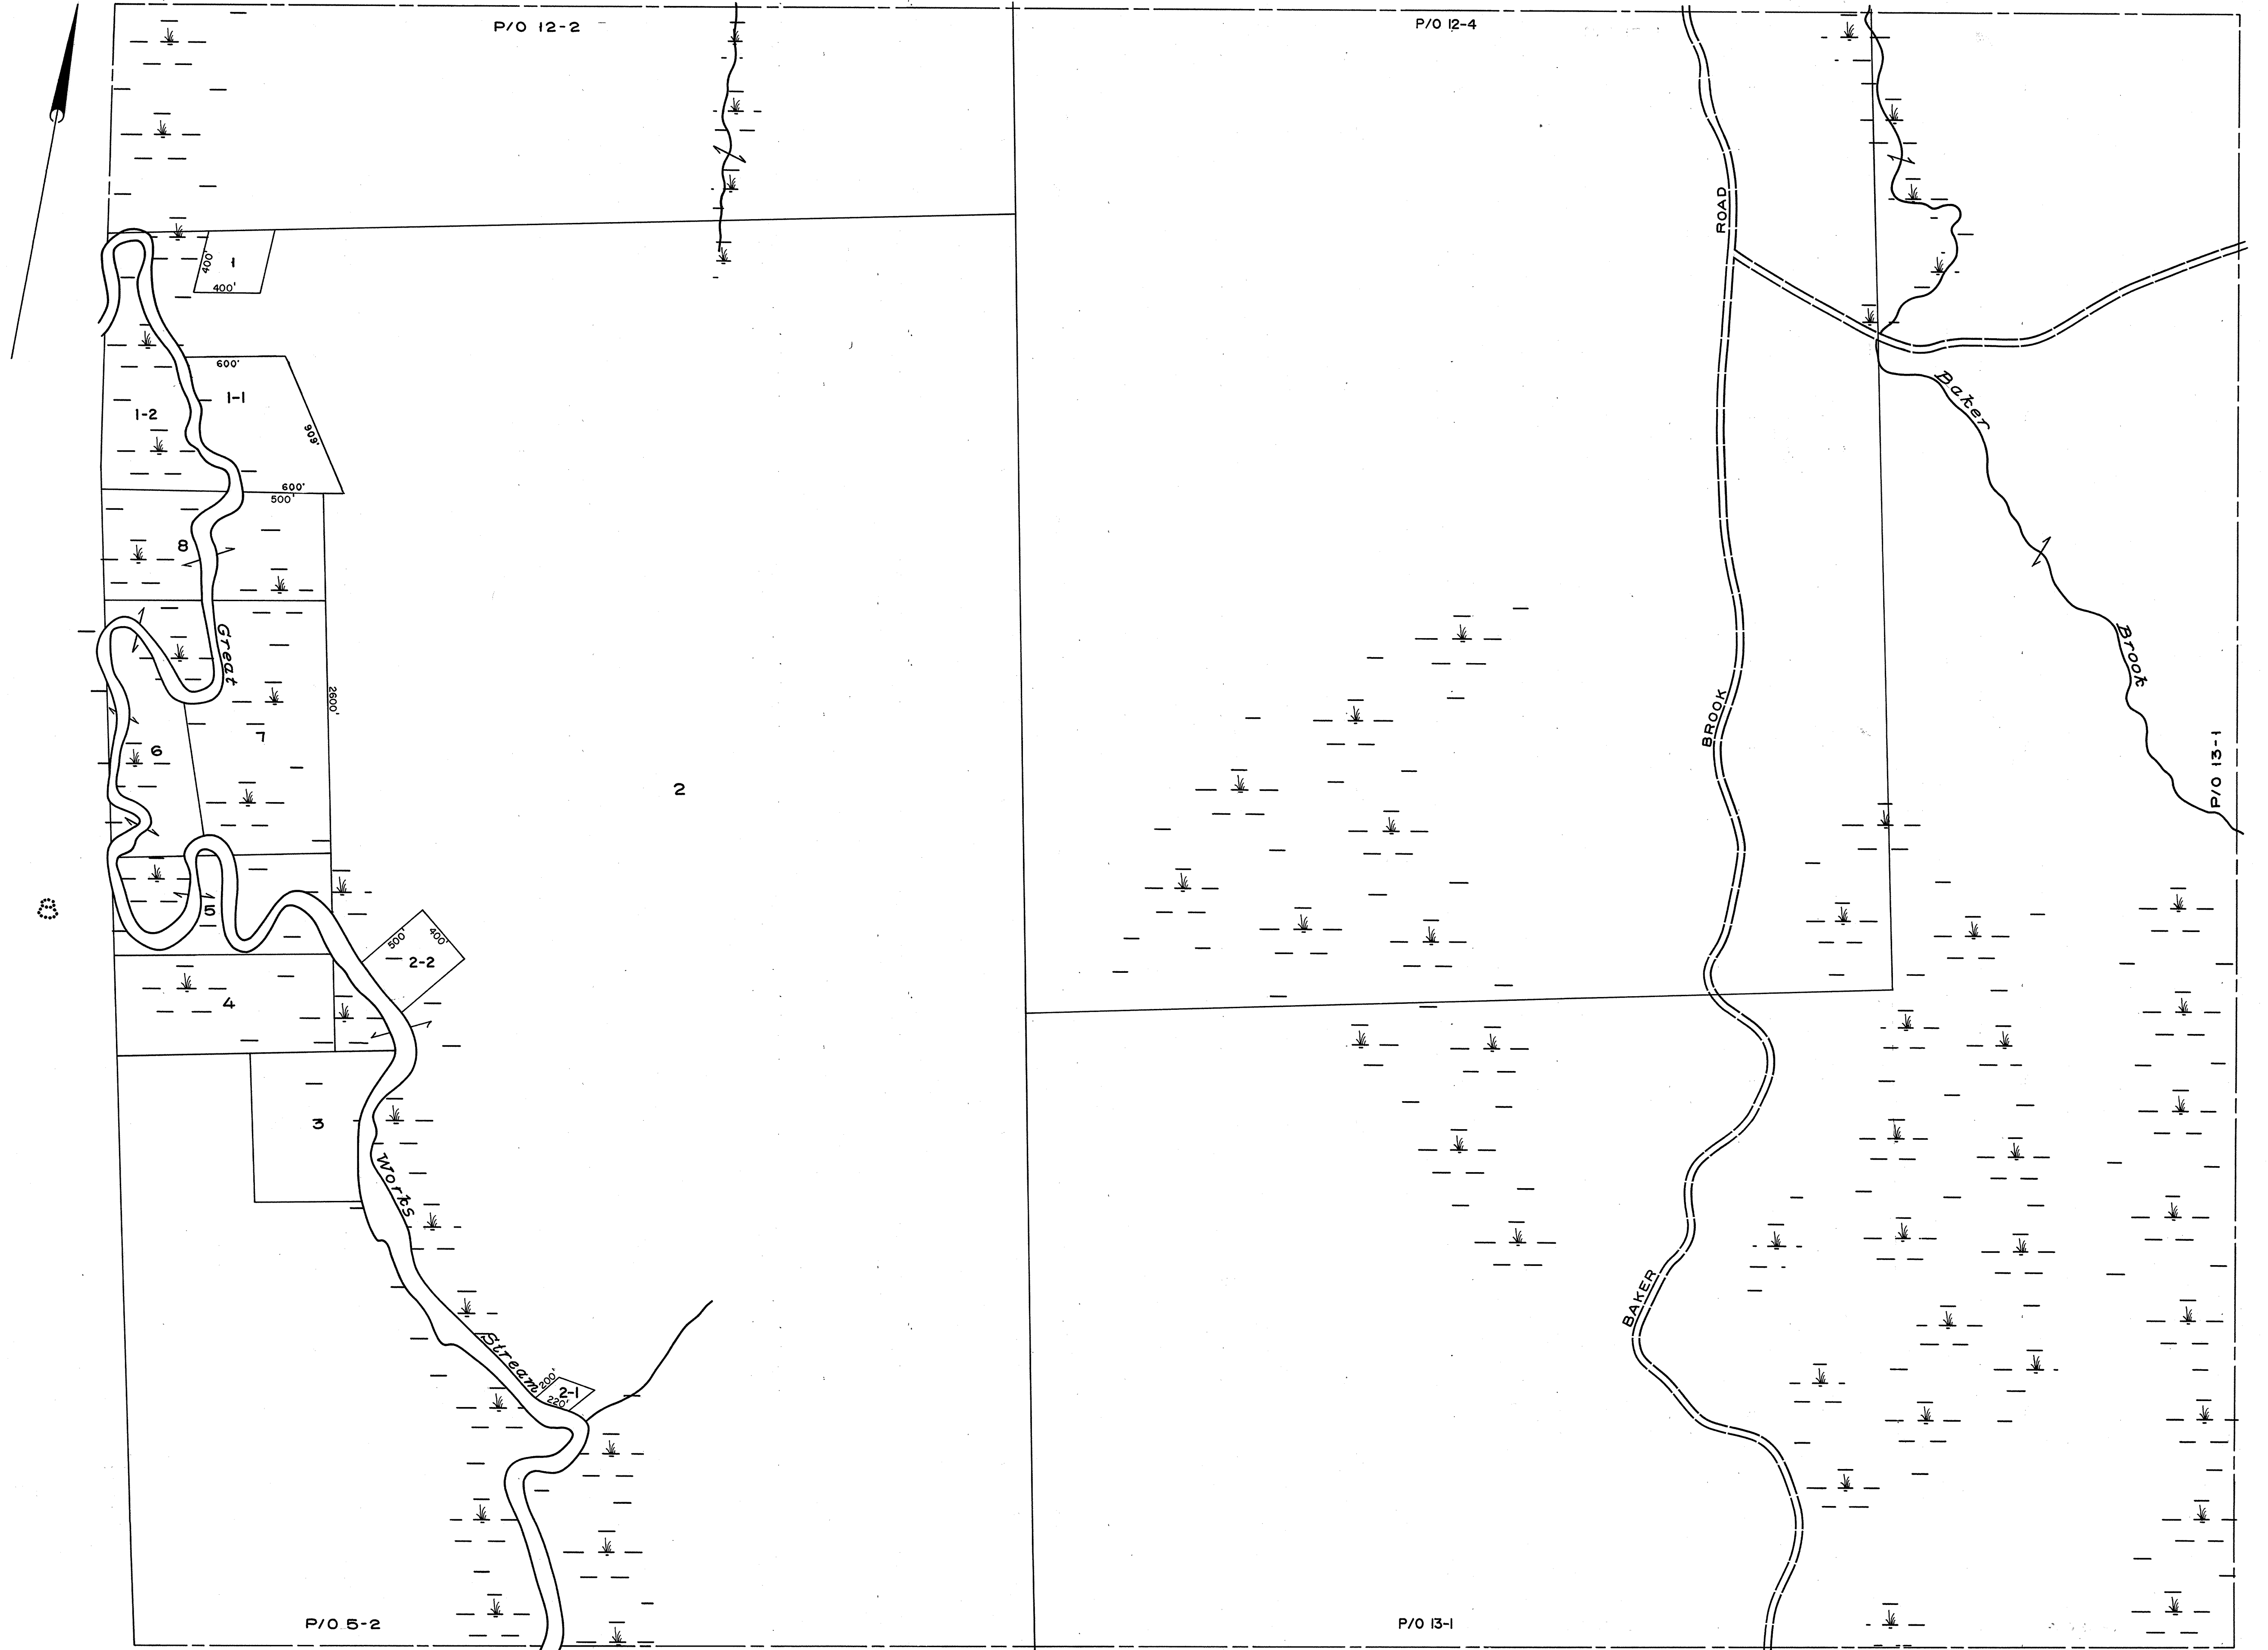 P/O 12-2
P/O 12-4
ROAD
1
400'
400'
600'
1-1
909'
1-2
Baker
600'
500'
8
Great
Brook
2600'
BROOK
6
7
P/O 13-1
2
8
5
500'
400'
2-2
4
3
Works
BAKER
Stream
200'
2-1
220'
P/O 5-2
P/O 13-1